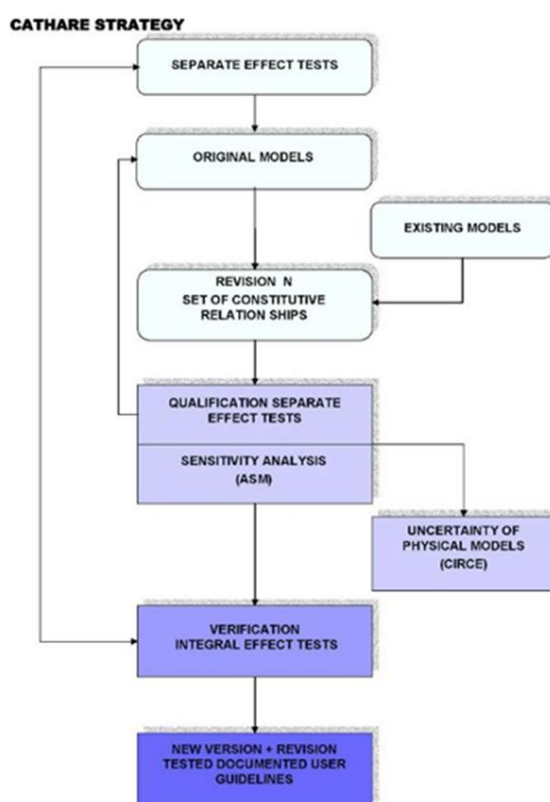 CATHARE STRATEGY
SEPARATE EFFECT TESTS
ORIGINAL MODELS
EXISTING MODELS
REVISION N
SET OF CONSTITUTIVE
RELATION SHIPS
QUALIFICATION SEPARATE
EFFECT TESTS
SENSITIVITY ANALYSIS
(ASM)
UNCERTAINTY OF
PHYSICAL MODELS
(CIRCE)
VERIFICATION
INTEGRAL EFFECT TESTS
NEW VERSION + REVISION
TESTED DOCUMENTED USER
GUIDELINES